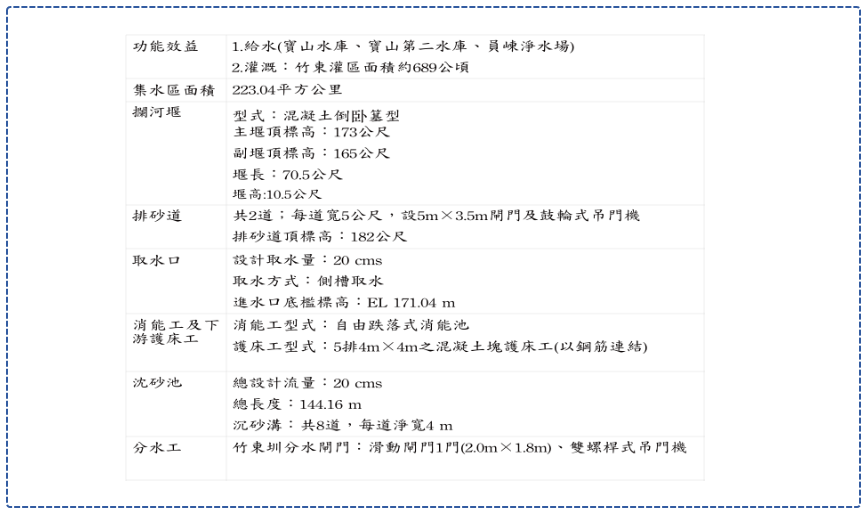 功能效益
1.給水(寶山水庫、寶山第二水庫、員崠淨水場)
2.灌溉：竹東灌區面積約689公頃
集水區面積
223.04平方公里
攔河堰
型式：混凝土倒卧墓型
主堰頂標高：173公尺
副堰頂標高：165公尺
堰長：70.5公尺
堰高:10.5公尺
排砂道
共2道；每道寬5公尺，設5m×3.5m閘門及鼓輪式吊門機
排砂道頂標高：182公尺
取水口
設計取水量：20 cms
取水方式：側槽取水
進水口底檻標高：EL 171.04 m
消能工及下
游護床工
消能工型式：自由跌落式消能池
護床工型式：5排4m×4m之混凝土塊護床工(以鋼筋連結)
沈砂池
總設計流量：20 cms
總長度：144.16 m
沉砂溝：共8道，每道淨寬4 m
分水工
竹東圳分水閘門：滑動閘門1門(2.0m×1.8m)、雙螺桿式吊門機